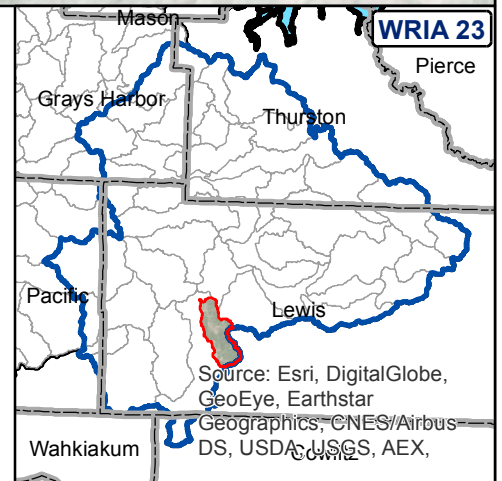 Mason
WRIA 23
Pierce
Grays Harbor
Thurston
Pacific
Lewis
Source: Esri, DigitalGlobe,
GeoEye, Earthstar
Geographics, CNES/Airbus
DS, USDA, USGS, AEX,
Wahkiakum
Cowlitz